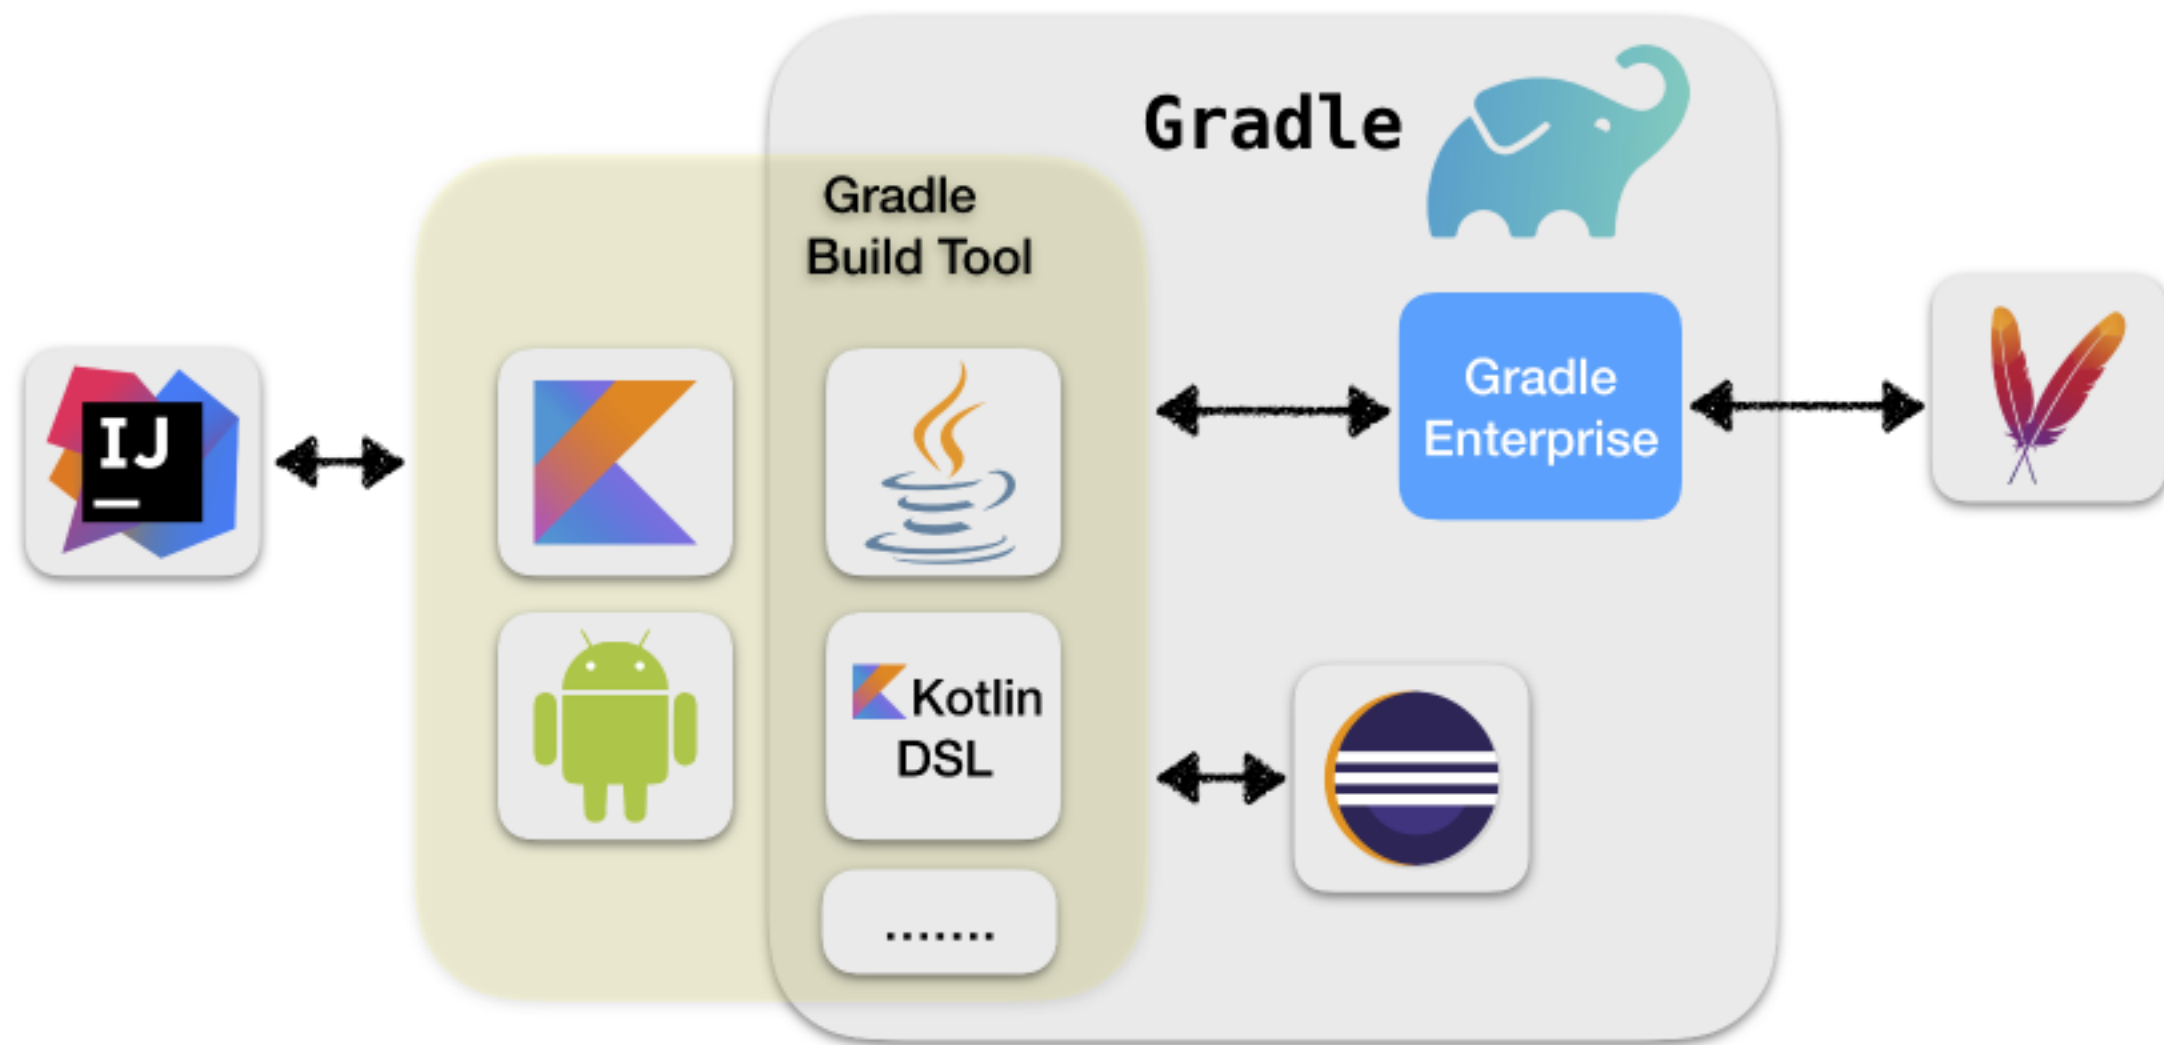 Gradle
Gradle
Build Tool
IJ
Gradle
Enterprise
Kotlin
DSL
.......